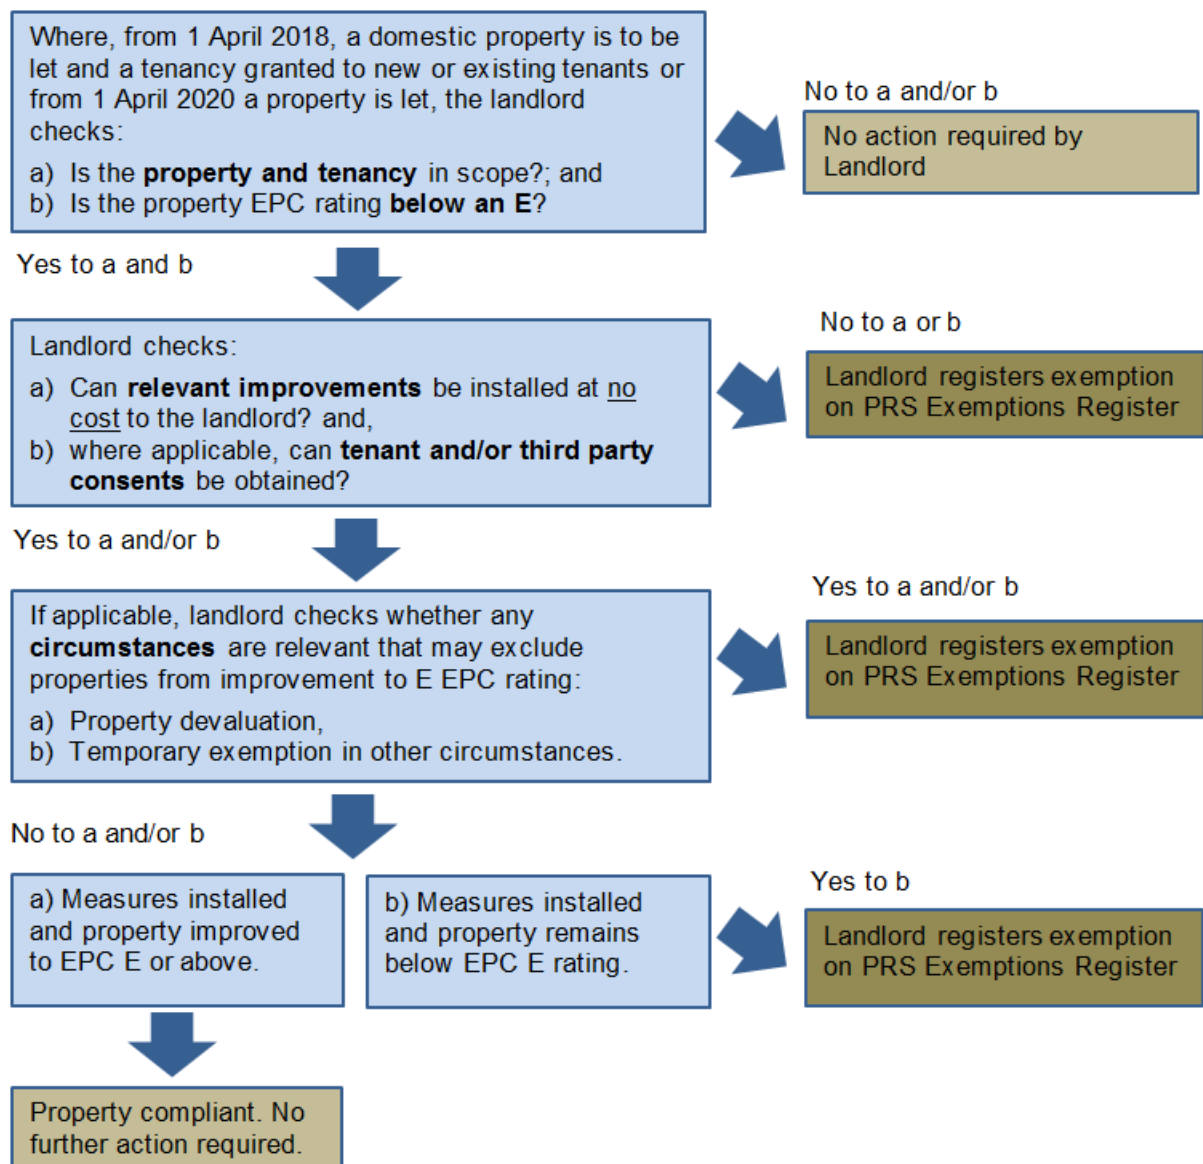 Where, from 1 April 2018, a domestic property is to be
let and a tenancy granted to new or existing tenants or
from 1 April 2020 a property is let, the landlord
checks:
a) Is the property and tenancy in scope?; and
b) Is the property EPC rating below an E?
No to a and/or b
No action required by
Landlord
Yes to a and b
Landlord checks:
a) Can relevant improvements be installed at no
cost to the landlord? and,
b) where applicable, can tenant and/or third party
consents be obtained?
No to a or b
Landlord registers exemption
on PRS Exemptions Register
Yes to a and/or b
If applicable, landlord checks whether any
circumstances are relevant that may exclude
properties from improvement to E EPC rating:
a) Property devaluation,
b) Temporary exemption in other circumstances.
Yes to a and/or b
Landlord registers exemption
on PRS Exemptions Register
No to a and/or b
a) Measures installed
and property improved
to EPC E or above.
b) Measures installed
and property remains
below EPC E rating.
Yes to b
Landlord registers exemption
on PRS Exemptions Register
Property compliant. No
further action required.